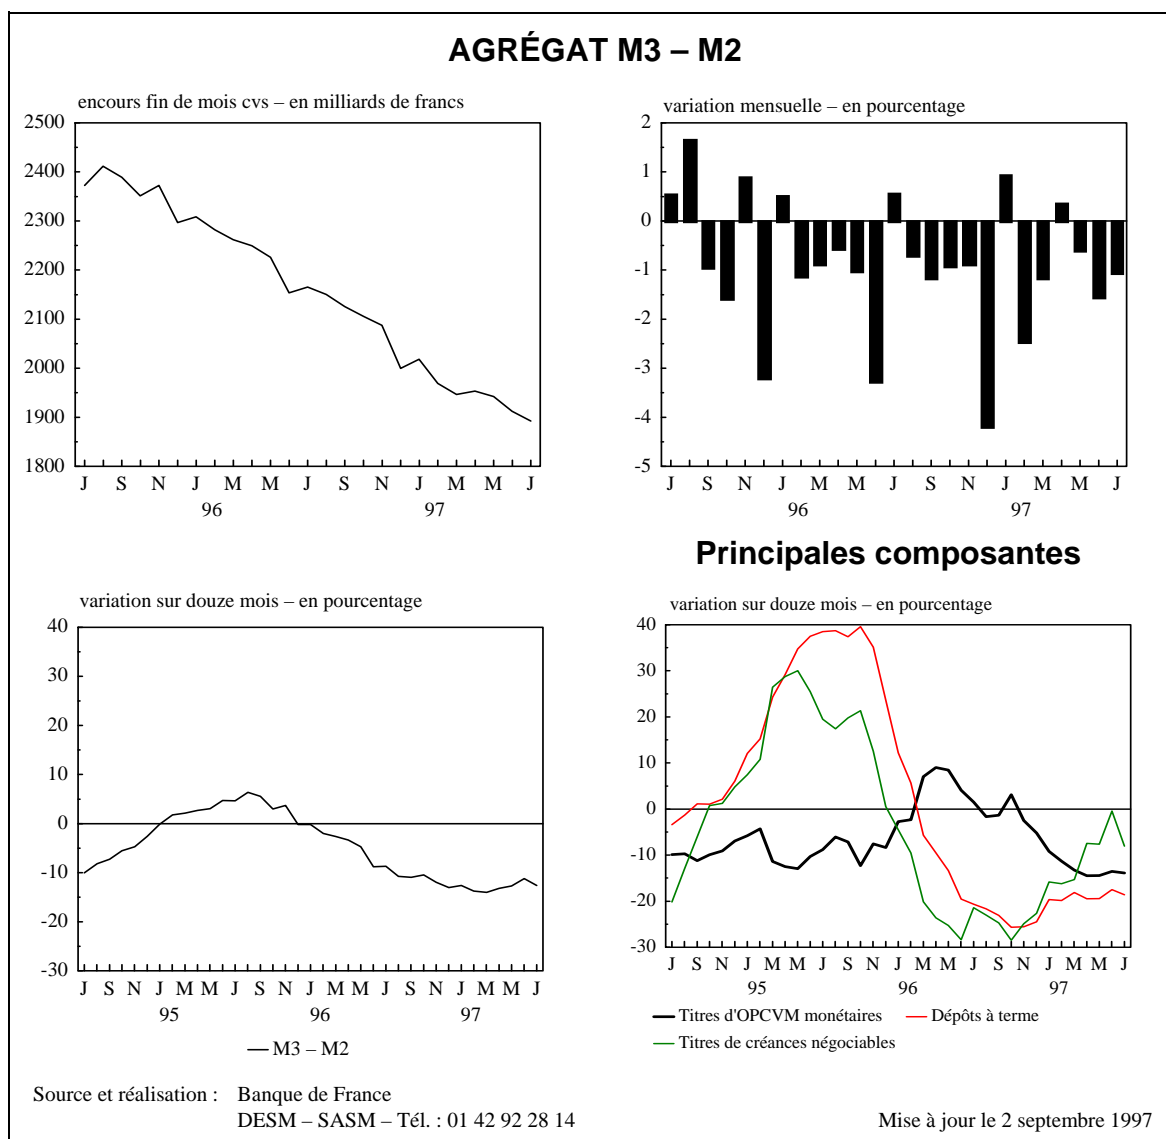 AGRÉGAT M3 – M2
encours fin de mois cvs – en milliards de francs
2500
2400
2300
2200
2100
2000
1900
1800
J S N J M M J S N J M M J
96 97
variation mensuelle – en pourcentage
2
1
0
-1
-2
-3
-4
-5
J S N J M M J S N J M M J
96 97
variation sur douze mois – en pourcentage
40
30
20
10
0
-10
-20
-30
J S N J M M J S N J M M J S N J M M J
95 96 97
M3 – M2
Principales composantes
variation sur douze mois – en pourcentage
40
30
20
10
0
-10
-20
-30
J S N J M M J S N J M M J S N J M M J
95 96 97
Titres d'OPCVM monétaires Dépôts à terme
Titres de créances négociables
Source et réalisation : Banque de France
DESM – SASM – Tél. : 01 42 92 28 14 Mise à jour le 2 septembre 1997